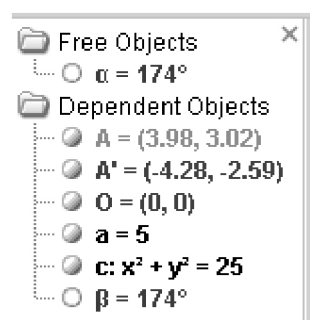 Free Objects
α = 174°
Dependent Objects
A = (3.98, 3.02)
A' = (-4.28, -2.59)
O = (0, 0)
a = 5
c: x² + y² = 25
β = 174°